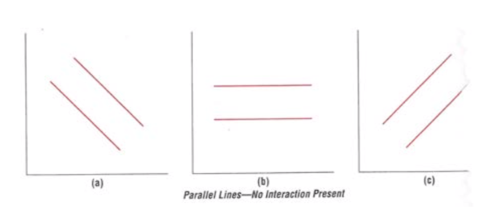 (a)
(b)
(c)
Parallel Lines—No Interaction Present